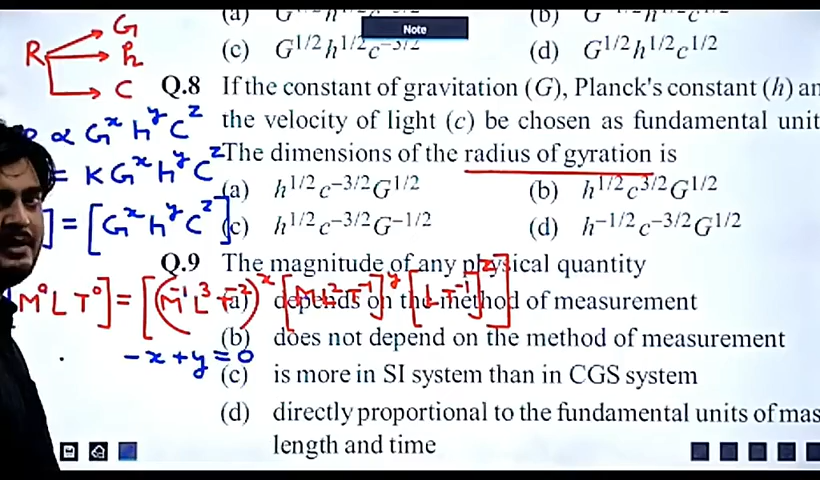 (a) G h
(b) G h c
Note
(c) G^{1/2} h^{1/2} c^{-3/2}
(d) G^{1/2} h^{1/2} c^{1/2}
R G
h
C
Q.8 If the constant of gravitation (G), Planck's constant (h) an
the velocity of light (c) be chosen as fundamental unit
The dimensions of the radius of gyration is
(a) h^{1/2} c^{-3/2} G^{1/2}
(b) h^{1/2} c^{3/2} G^{1/2}
(c) h^{1/2} c^{-3/2} G^{-1/2}
(d) h^{-1/2} c^{-3/2} G^{1/2}
∝ G^x h^y C^z
= K G^x h^y C^z
] = [G^x h^y C^z]
Q.9 The magnitude of any physical quantity
(a) depends on the method of measurement
(b) does not depend on the method of measurement
(c) is more in SI system than in CGS system
(d) directly proportional to the fundamental units of mas
length and time
M^0 L T^0] = [(M^{-1} L^3 T^{-2})^x [M L^2 T^{-1}]^y [L T^{-1}]^z]
-x + y = 0